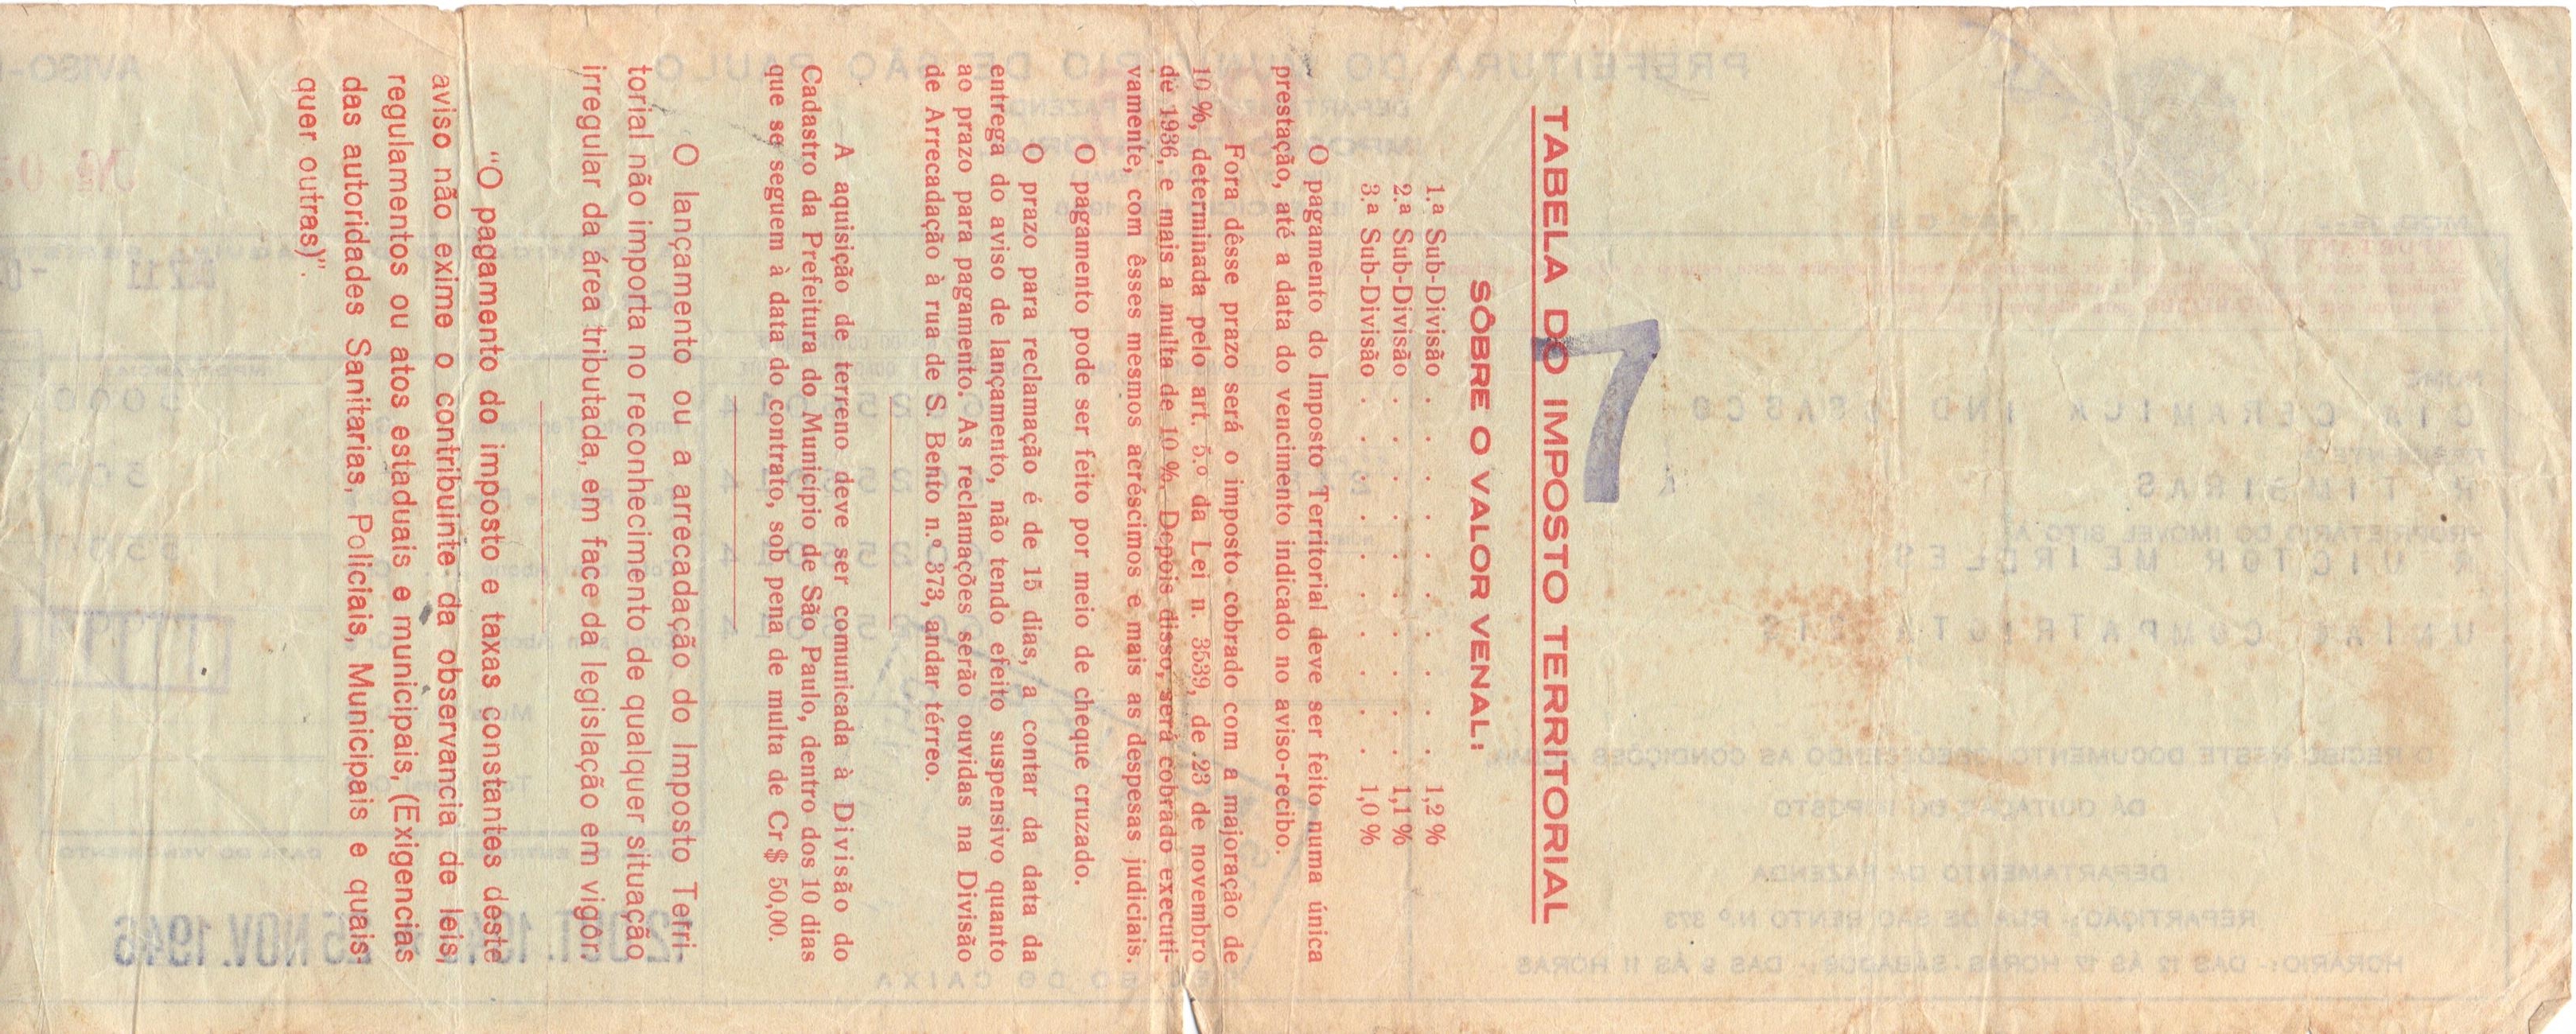 7
TABELA DO IMPOSTO TERRITORIAL
SÔBRE O VALOR VENAL:
1.a Sub-Divisão . . . . . . . . . 1,2 %
2.a Sub-Divisão . . . . . . . . . 1,1 %
3.a Sub-Divisão . . . . . . . . . 1,0 %
O pagamento do Imposto Territorial deve ser feito numa única
prestação, até a data do vencimento indicado no aviso-recibo.
Fora dêsse prazo será o imposto cobrado com a majoração de
10 %, determinada pelo art. 5.º da Lei n. 3539, de 23 de novembro
de 1936, e mais a multa de 10 %. Depois disso, será cobrado executi-
vamente, com êsses mesmos acréscimos e mais as despesas judiciais.
O pagamento pode ser feito por meio de cheque cruzado.
O prazo para reclamação é de 15 dias, a contar da data da
entrega do aviso de lançamento, não tendo efeito suspensivo quanto
ao prazo para pagamento. As reclamações serão ouvidas na Divisão
de Arrecadação à rua de S. Bento n.º 373, andar térreo.
A aquisição de terreno deve ser comunicada à Divisão do
Cadastro da Prefeitura do Municipio de São Paulo, dentro dos 10 dias
que se seguem à data do contrato, sob pena de multa de Cr $ 50,00.
O lançamento ou a arrecadação do Imposto Terri-
torial não importa no reconhecimento de qualquer situação
irregular da área tributada, em face da legislação em vigôr.
"O pagamento do imposto e taxas constantes deste
aviso não exime o contribuinte da observancia de leis,
regulamentos ou atos estaduais e municipais, (Exigencias
das autoridades Sanitarias, Policiais, Municipais e quais-
quer outras)".